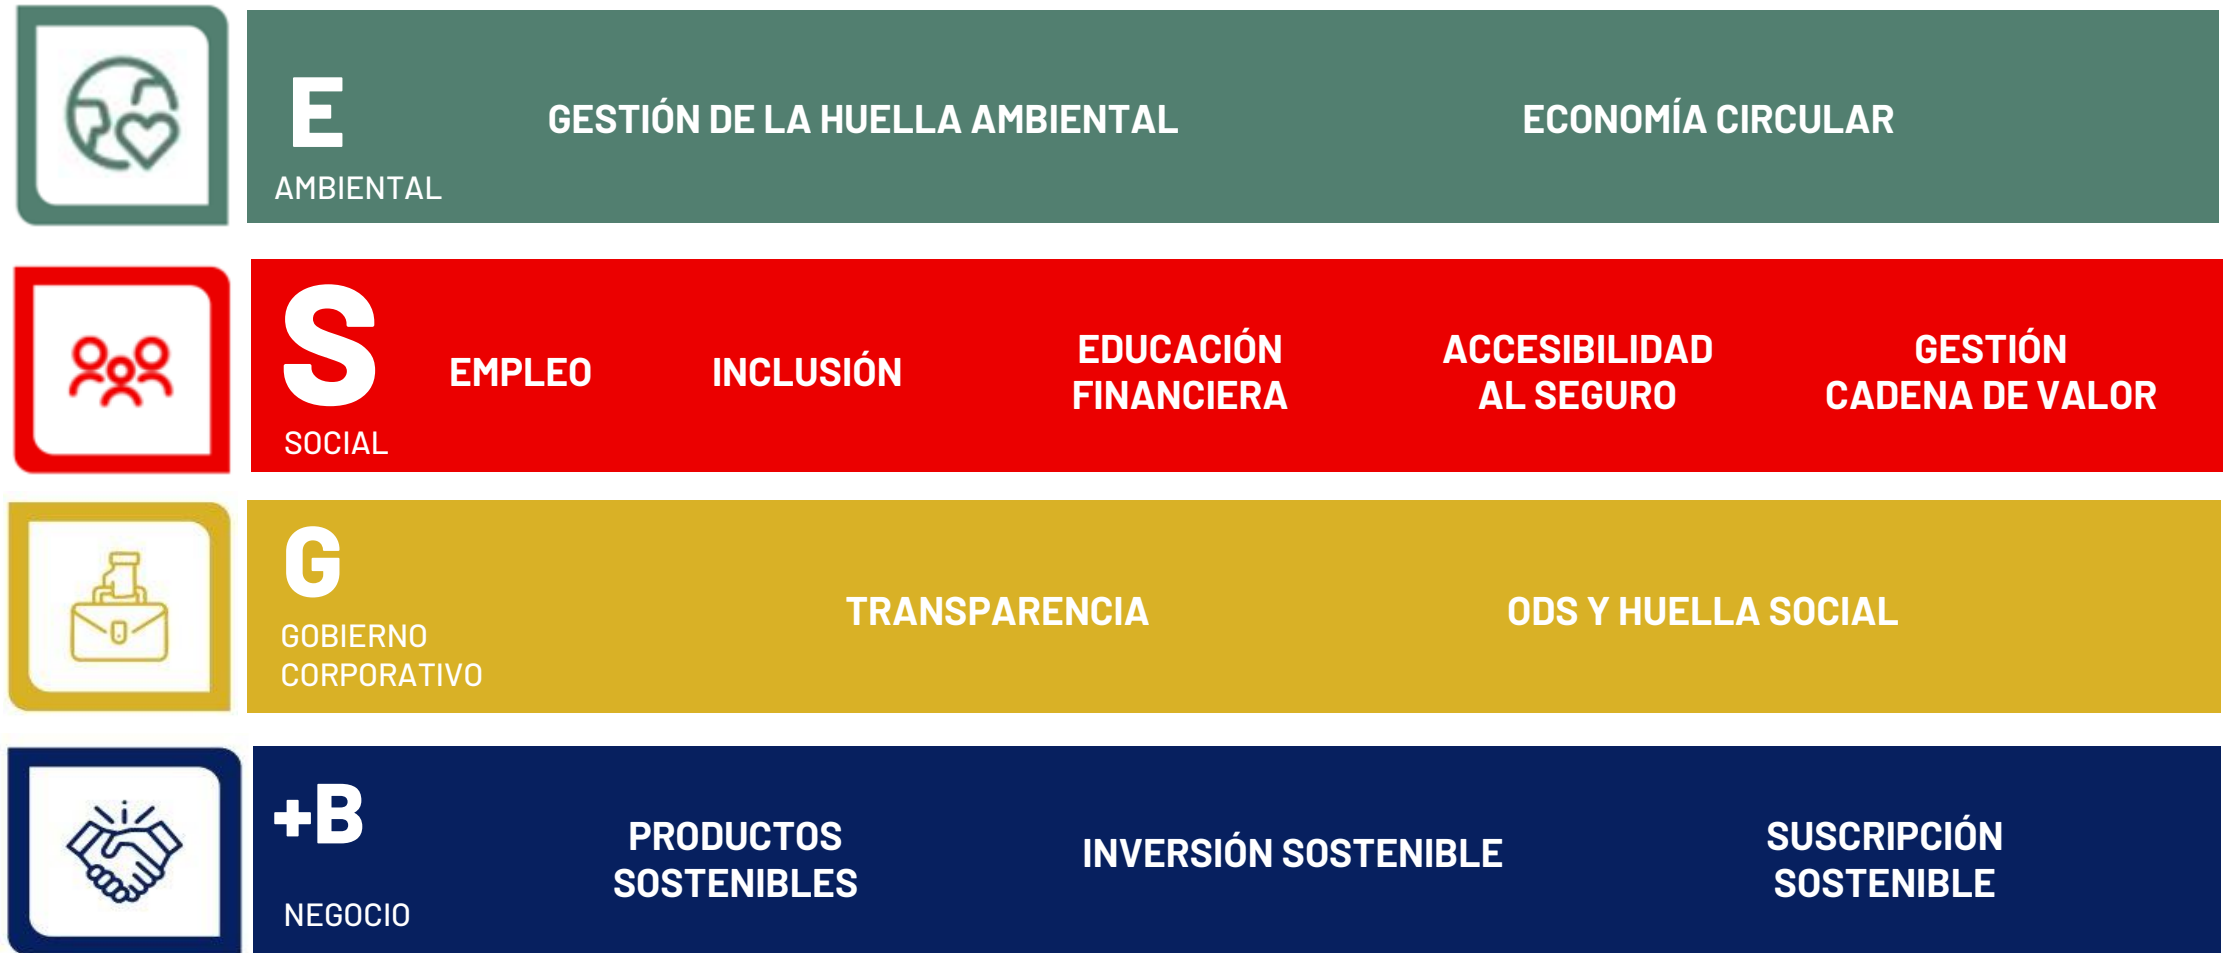 E
AMBIENTAL
GESTIÓN DE LA HUELLA AMBIENTAL
ECONOMÍA CIRCULAR
S
SOCIAL
EMPLEO
INCLUSIÓN
EDUCACIÓN
FINANCIERA
ACCESIBILIDAD
AL SEGURO
GESTIÓN
CADENA DE VALOR
G
GOBIERNO
CORPORATIVO
TRANSPARENCIA
ODS Y HUELLA SOCIAL
+B
NEGOCIO
PRODUCTOS
SOSTENIBLES
INVERSIÓN SOSTENIBLE
SUSCRIPCIÓN
SOSTENIBLE